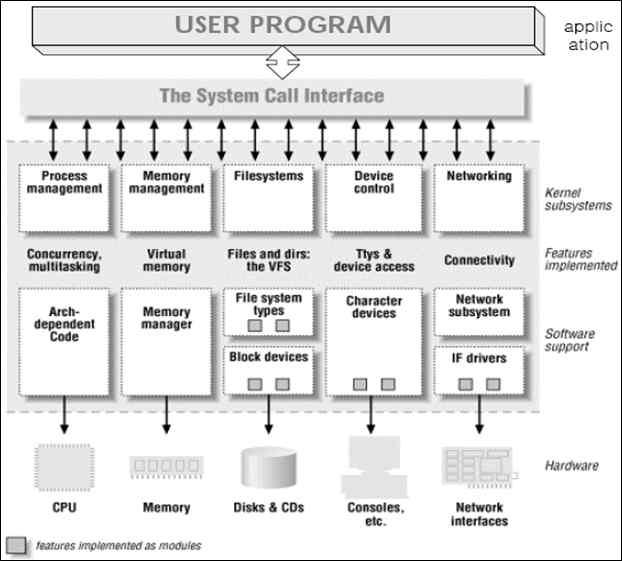 USER PROGRAM
applic
ation
The System Call Interface
Process
management
Memory
management
Filesystems
Device
control
Networking
Kernel
subsystems
Concurrency,
multitasking
Virtual
memory
Files and dirs:
the VFS
Ttys &
device access
Connectivity
Features
implemented
Arch-
dependent
Code
Memory
manager
File system
types
Block devices
Character
devices
Network
subsystem
IF drivers
Software
support
Hardware
CPU
Memory
Disks & CDs
Consoles,
etc.
Network
interfaces
features implemented as modules